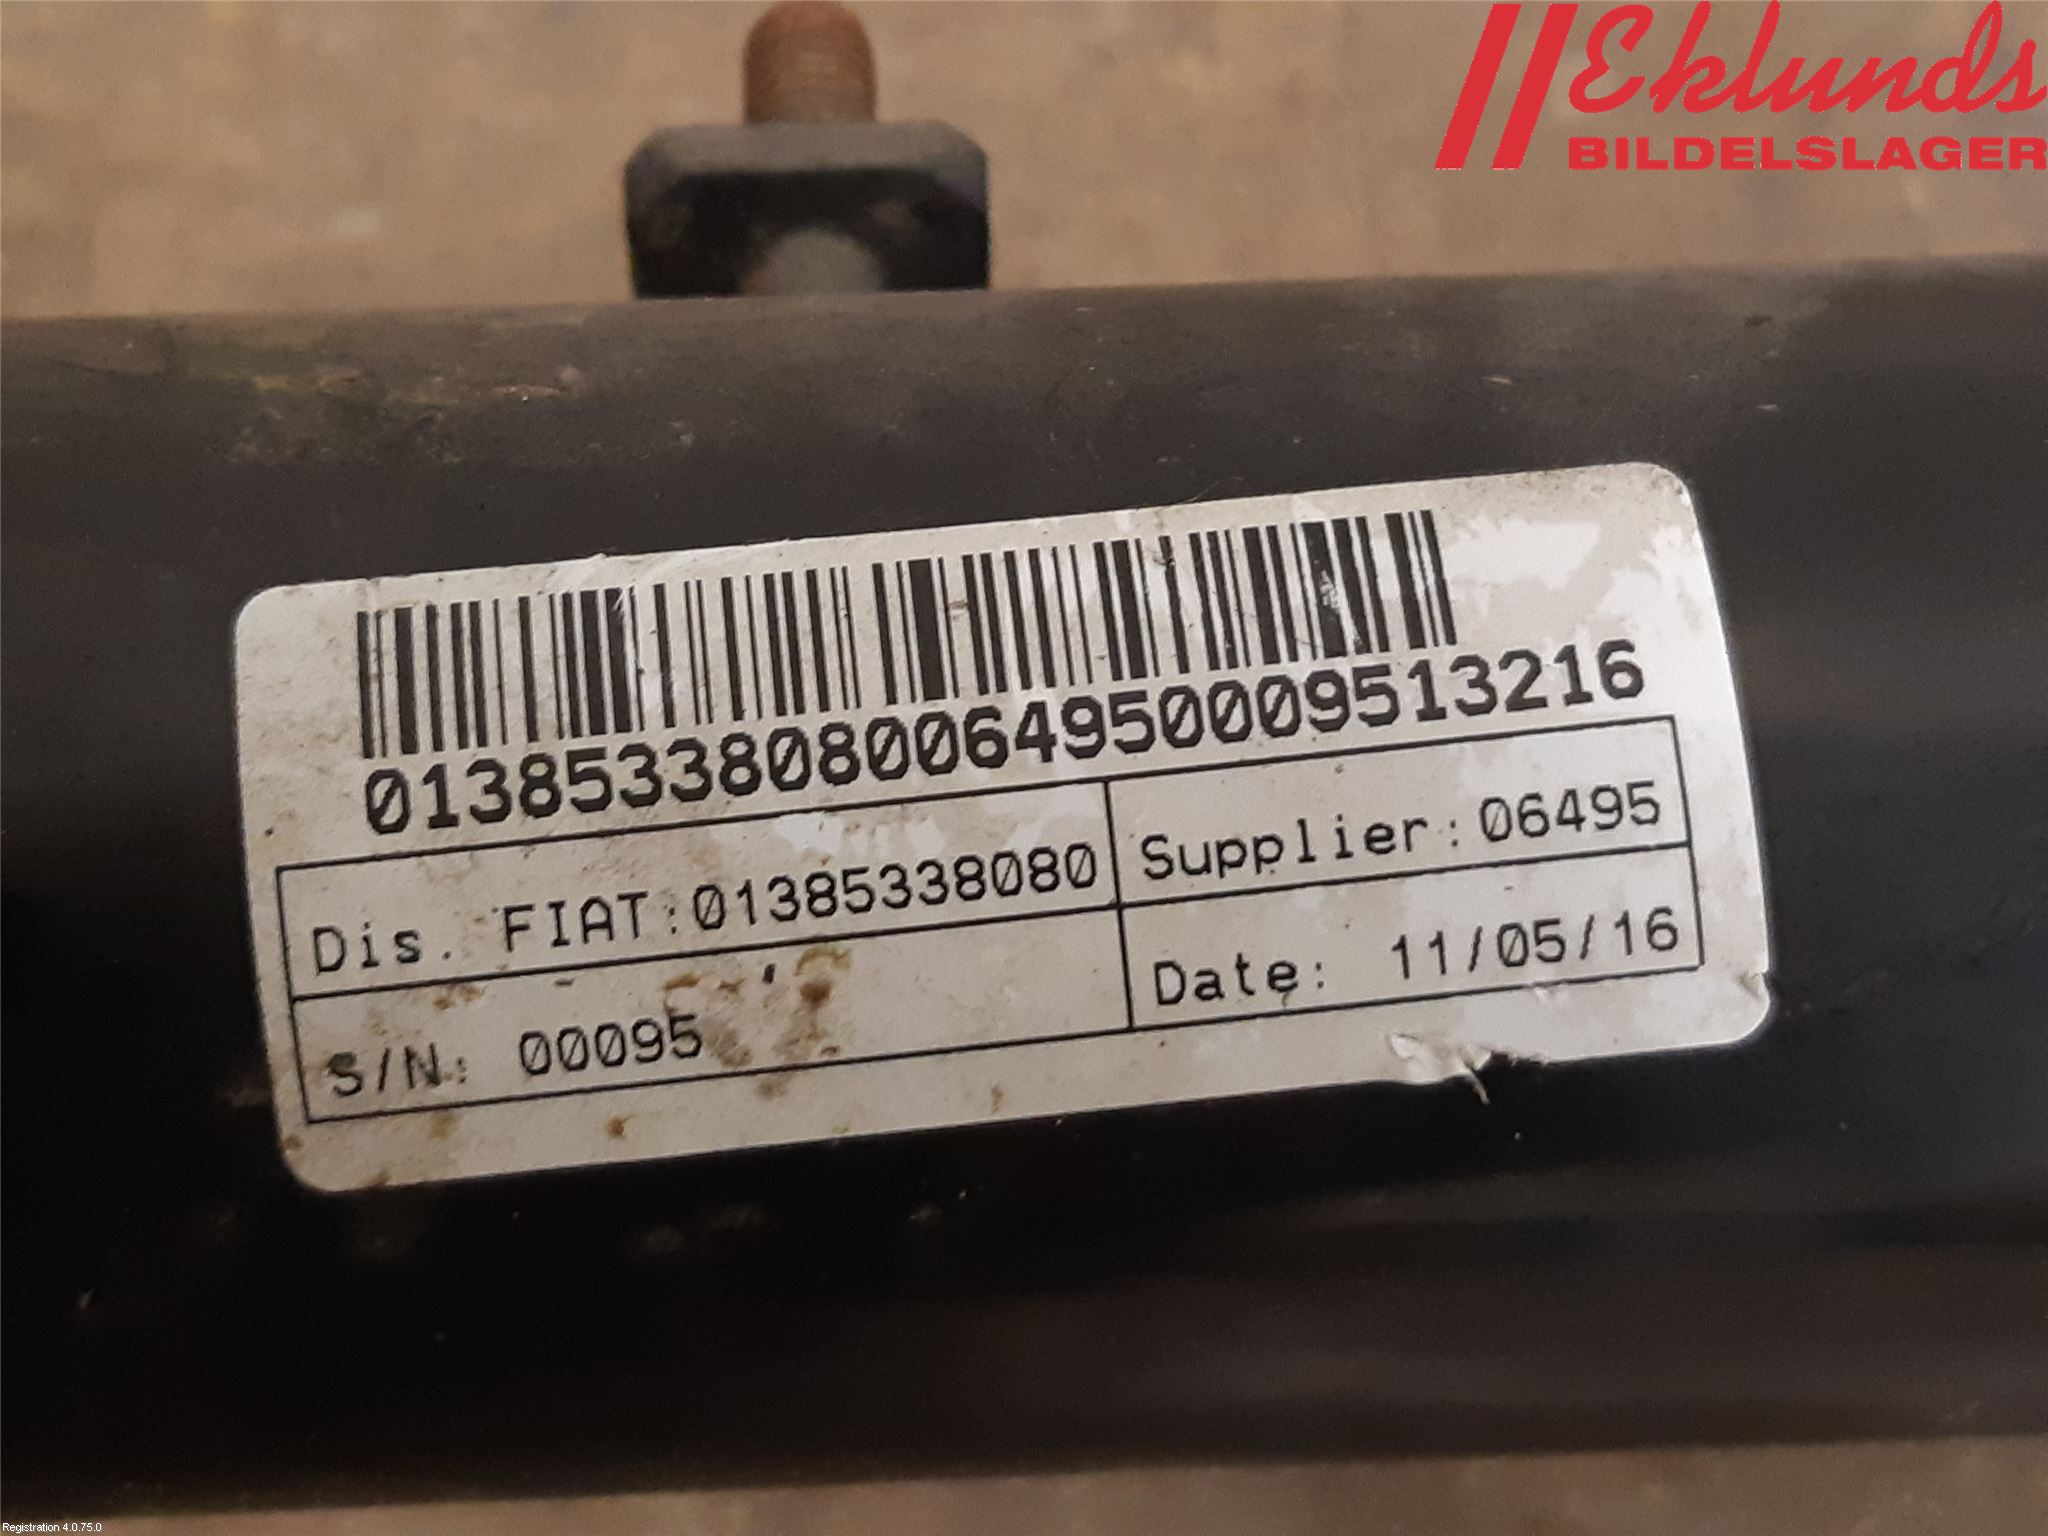 Eklunds
BILDELSLAGER
01385338080064950009513216
Dis. FIAT:01385338080
Supplier:06495
S/N: 00095
Date: 11/05/16
Registration 4.0.75.0